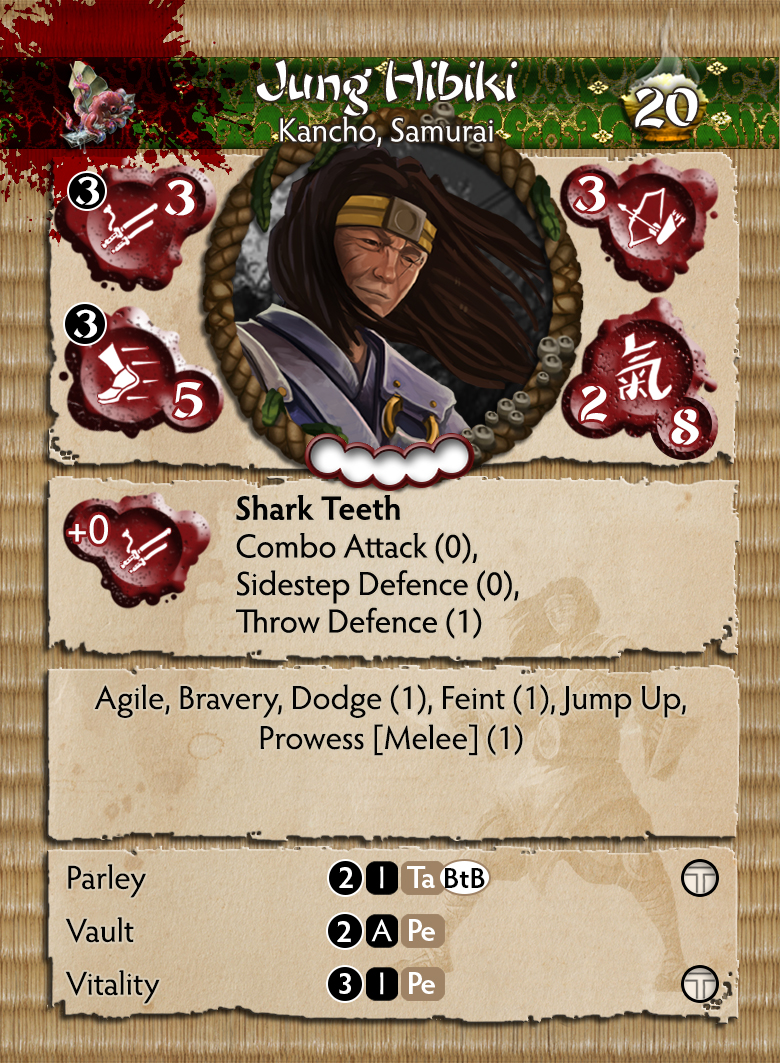 Jung Hibiki
20
Kancho, Samurai
3 3
3
3 5
氣
2 8
+0
Shark Teeth
Combo Attack (0),
Sidestep Defence (0),
Throw Defence (1)
Agile, Bravery, Dodge (1), Feint (1), Jump Up,
Prowess [Melee] (1)
Parley 2 I Ta BtB T
Vault 2 A Pe
Vitality 3 I Pe T